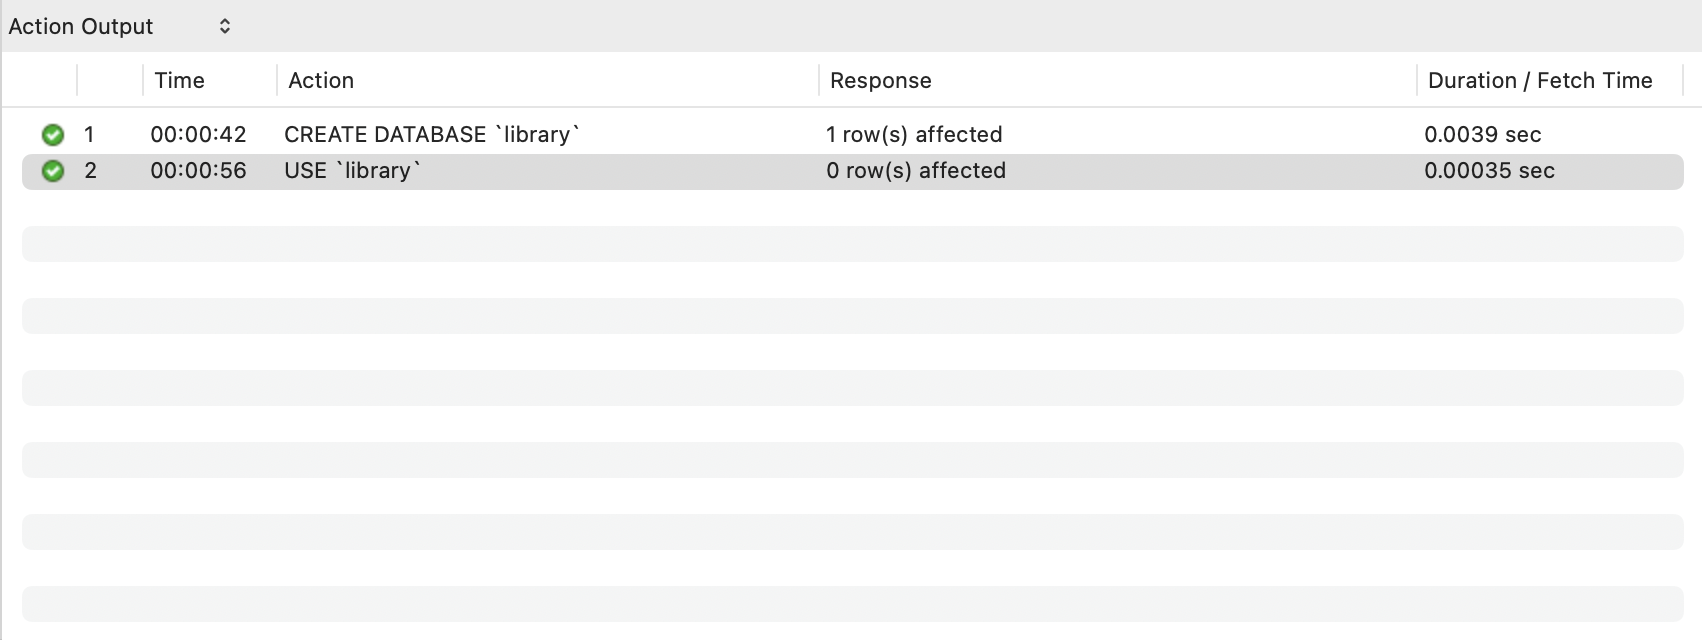 Action Output
Time Action Response Duration / Fetch Time
1 00:00:42 CREATE DATABASE `library` 1 row(s) affected 0.0039 sec
2 00:00:56 USE `library` 0 row(s) affected 0.00035 sec